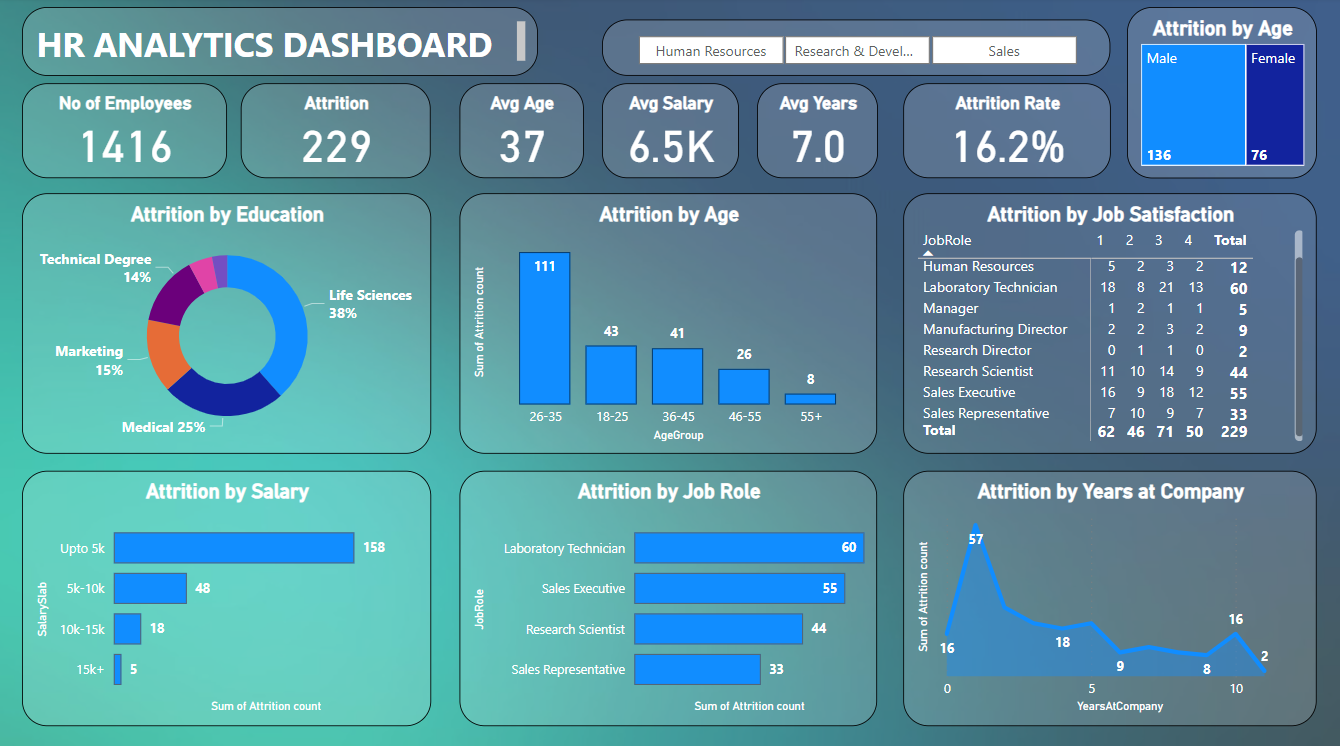 HR ANALYTICS DASHBOARD
Human Resources
Research & Devel...
Sales
Attrition by Age
Male
Female
136
76
No of Employees
1416
Attrition
229
Avg Age
37
Avg Salary
6.5K
Avg Years
7.0
Attrition Rate
16.2%
Attrition by Education
Technical Degree
14%
Life Sciences
38%
Marketing
15%
Medical 25%
Attrition by Age
Sum of Attrition count
111
43
41
26
8
26-35 18-25 36-45 46-55 55+
AgeGroup
Attrition by Job Satisfaction
JobRole 1 2 3 4 Total
Human Resources 5 2 3 2 12
Laboratory Technician 18 8 21 13 60
Manager 1 2 1 1 5
Manufacturing Director 2 2 3 2 9
Research Director 0 1 1 0 2
Research Scientist 11 10 14 9 44
Sales Executive 16 9 18 12 55
Sales Representative 7 10 9 7 33
Total 62 46 71 50 229
Attrition by Salary
SalarySlab
Upto 5k 158
5k-10k 48
10k-15k 18
15k+ 5
Sum of Attrition count
Attrition by Job Role
JobRole
Laboratory Technician 60
Sales Executive 55
Research Scientist 44
Sales Representative 33
Sum of Attrition count
Attrition by Years at Company
Sum of Attrition count
16
57
18
9
8
16
2
0 5 10
YearsAtCompany